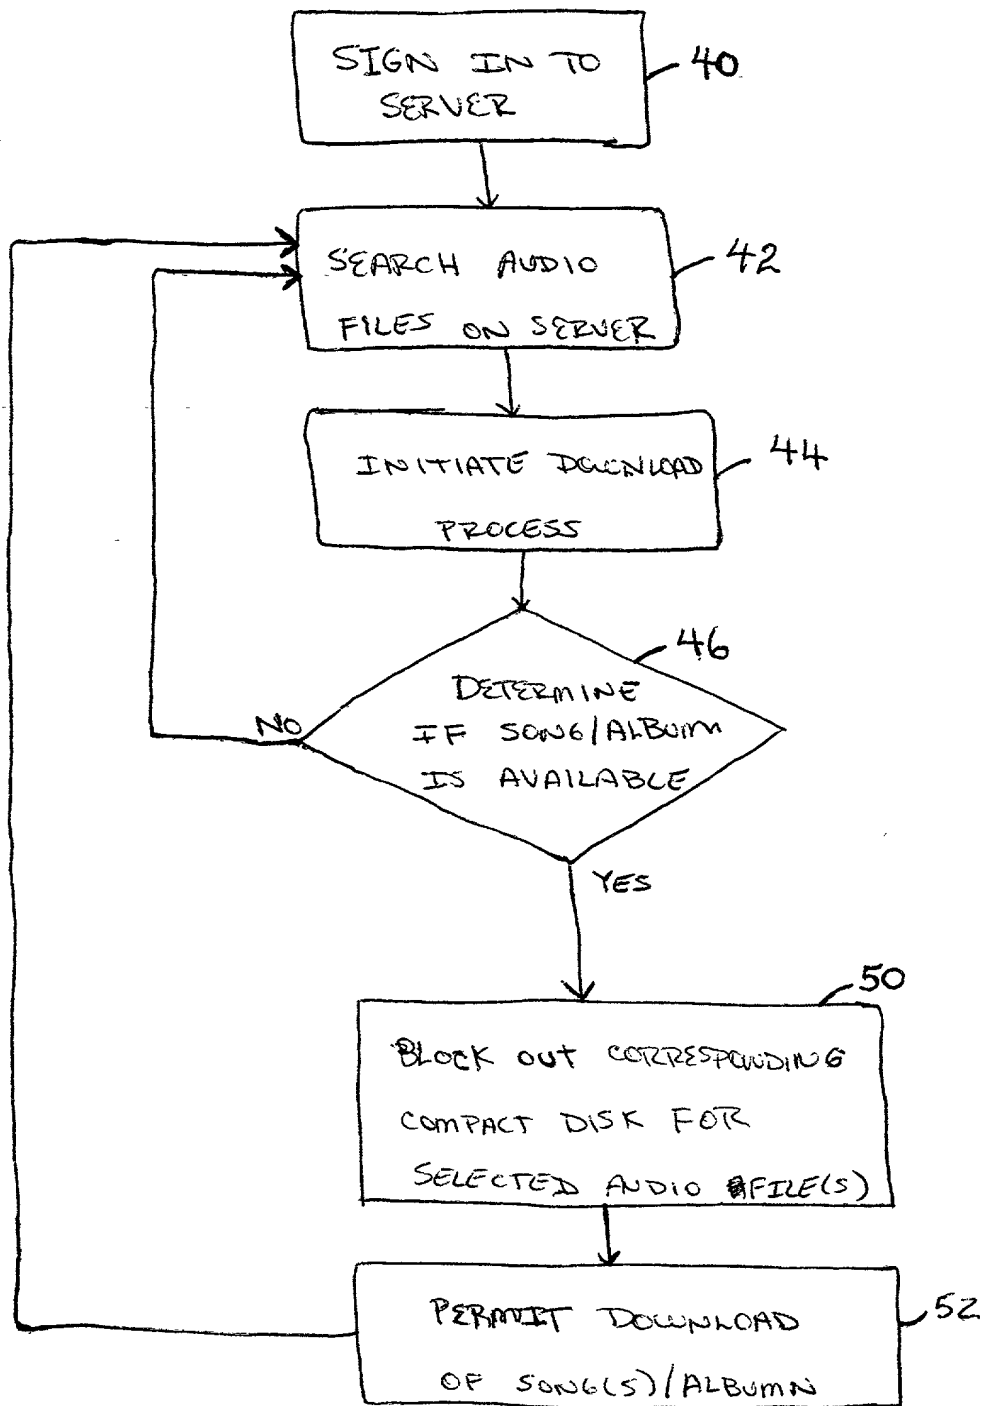 SIGN IN TO
SERVER
40
SEARCH AUDIO
FILES ON SERVER
42
INITIATE DOWNLOAD
PROCESS
44
46
DETERMINE
IF SONG/ALBUM
IS AVAILABLE
NO
YES
50
BLOCK OUT CORRESPONDING
COMPACT DISK FOR
SELECTED AUDIO FILE(S)
PERMIT DOWNLOAD
OF SONG(S)/ALBUMN
52